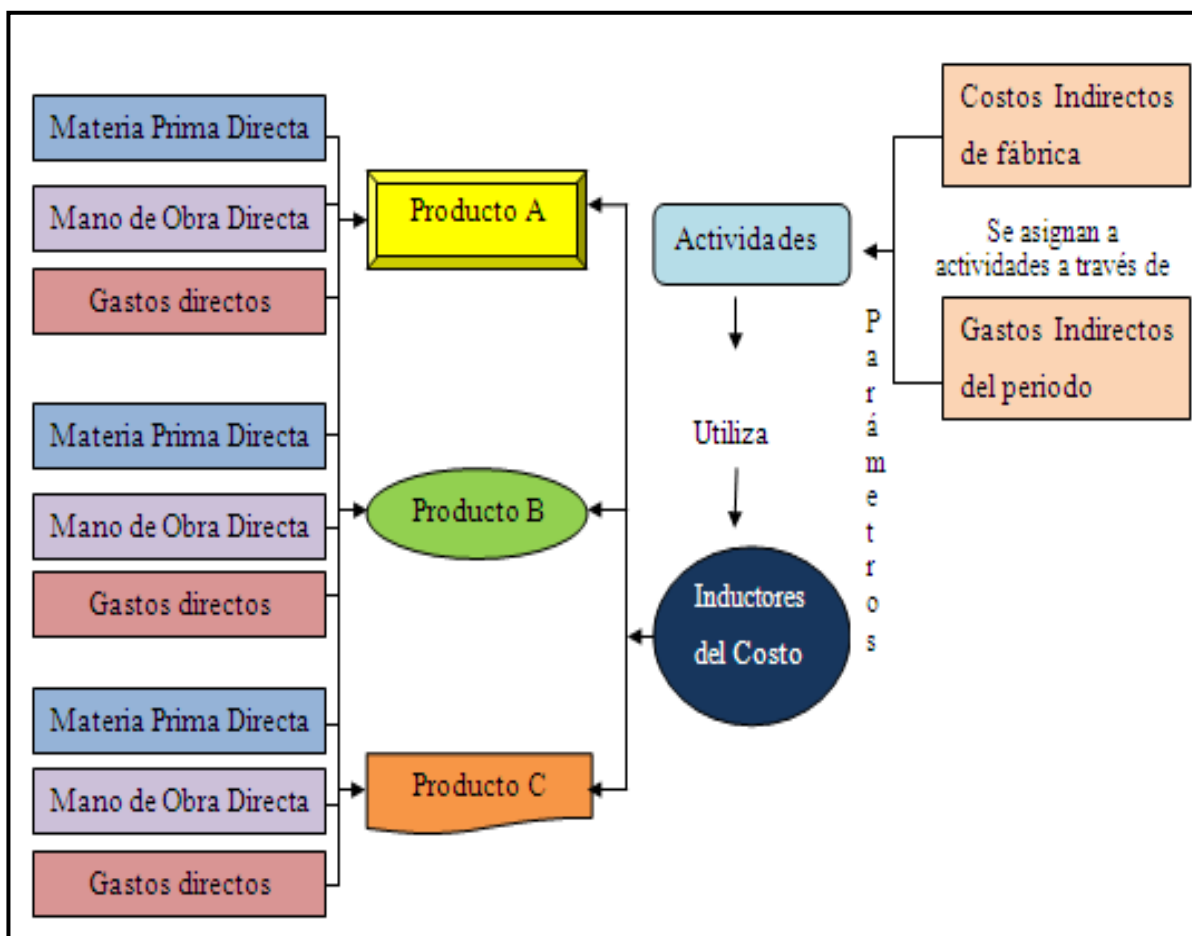 Materia Prima Directa
Mano de Obra Directa
Gastos directos
Producto A
Materia Prima Directa
Mano de Obra Directa
Gastos directos
Producto B
Materia Prima Directa
Mano de Obra Directa
Gastos directos
Producto C
Actividades
Utiliza
Inductores
del Costo
Parámetros
Costos Indirectos
de fábrica
Se asignan a
actividades a través de
Gastos Indirectos
del periodo